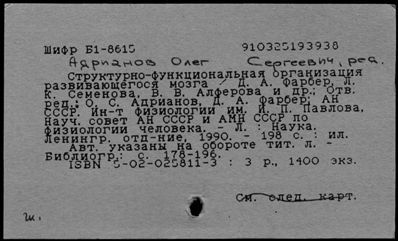 Шифр Б1-8615 910325193938
Адрианов Олег Сергеевич, ред.
Структурно-функциональная организация
развивающегося мозга / Д. А. Фарбер, Л.
К. Семенова, В. В. Алферова и др.; Отв.
ред.: О. С. Адрианов, Д. А. Фарбер; АН
СССР. Ин-т физиологии им. И. П. Павлова,
Науч. совет АН СССР и АМН СССР по
физиологии человека. - Л. : Наука.
Ленингр. отд-ние, 1990. - 198 с. : ил.
Авт. указаны на обороте тит. л. -
Библиогр.: с. 178-196.
ISBN 5-02-025811-3 : 3 р., 1400 экз.
См. след. карт.